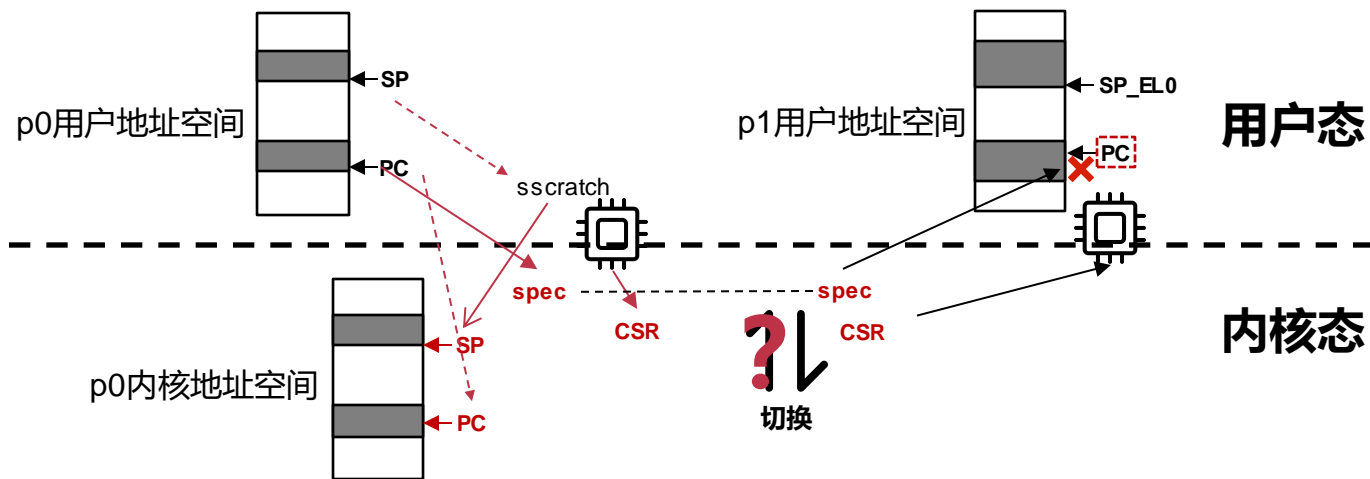 SP
p0用户地址空间
PC
sscratch
SP_EL0
p1用户地址空间
PC
用户态
spec
CSR
spec
CSR
?
切换
内核态
SP
p0内核地址空间
PC